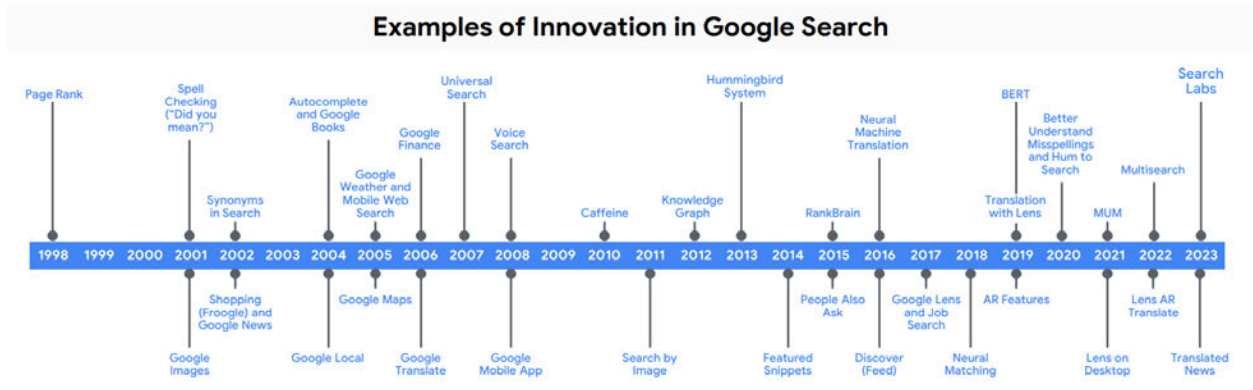 Examples of Innovation in Google Search
Page Rank
Spell
Checking
("Did you
mean?")
Synonyms
in Search
Autocomplete
and Google
Books
Google
Weather and
Mobile Web
Search
Google
Finance
Universal
Search
Voice
Search
Caffeine
Knowledge
Graph
Hummingbird
System
RankBrain
Neural
Machine
Translation
BERT
Translation
with Lens
Better
Understand
Misspellings
and Hum to
Search
MUM
Multisearch
Search
Labs
1998 1999 2000 2001 2002 2003 2004 2005 2006 2007 2008 2009 2010 2011 2012 2013 2014 2015 2016 2017 2018 2019 2020 2021 2022 2023
Google
Images
Shopping
(Froogle) and
Google News
Google Local
Google Maps
Google
Translate
Google
Mobile App
Search by
Image
Featured
Snippets
People Also
Ask
Discover
(Feed)
Google Lens
and Job
Search
Neural
Matching
AR Features
Lens on
Desktop
Lens AR
Translate
Translated
News